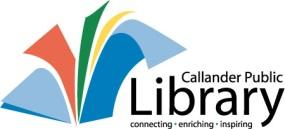 Callander Public
Library
connecting • enriching • inspiring